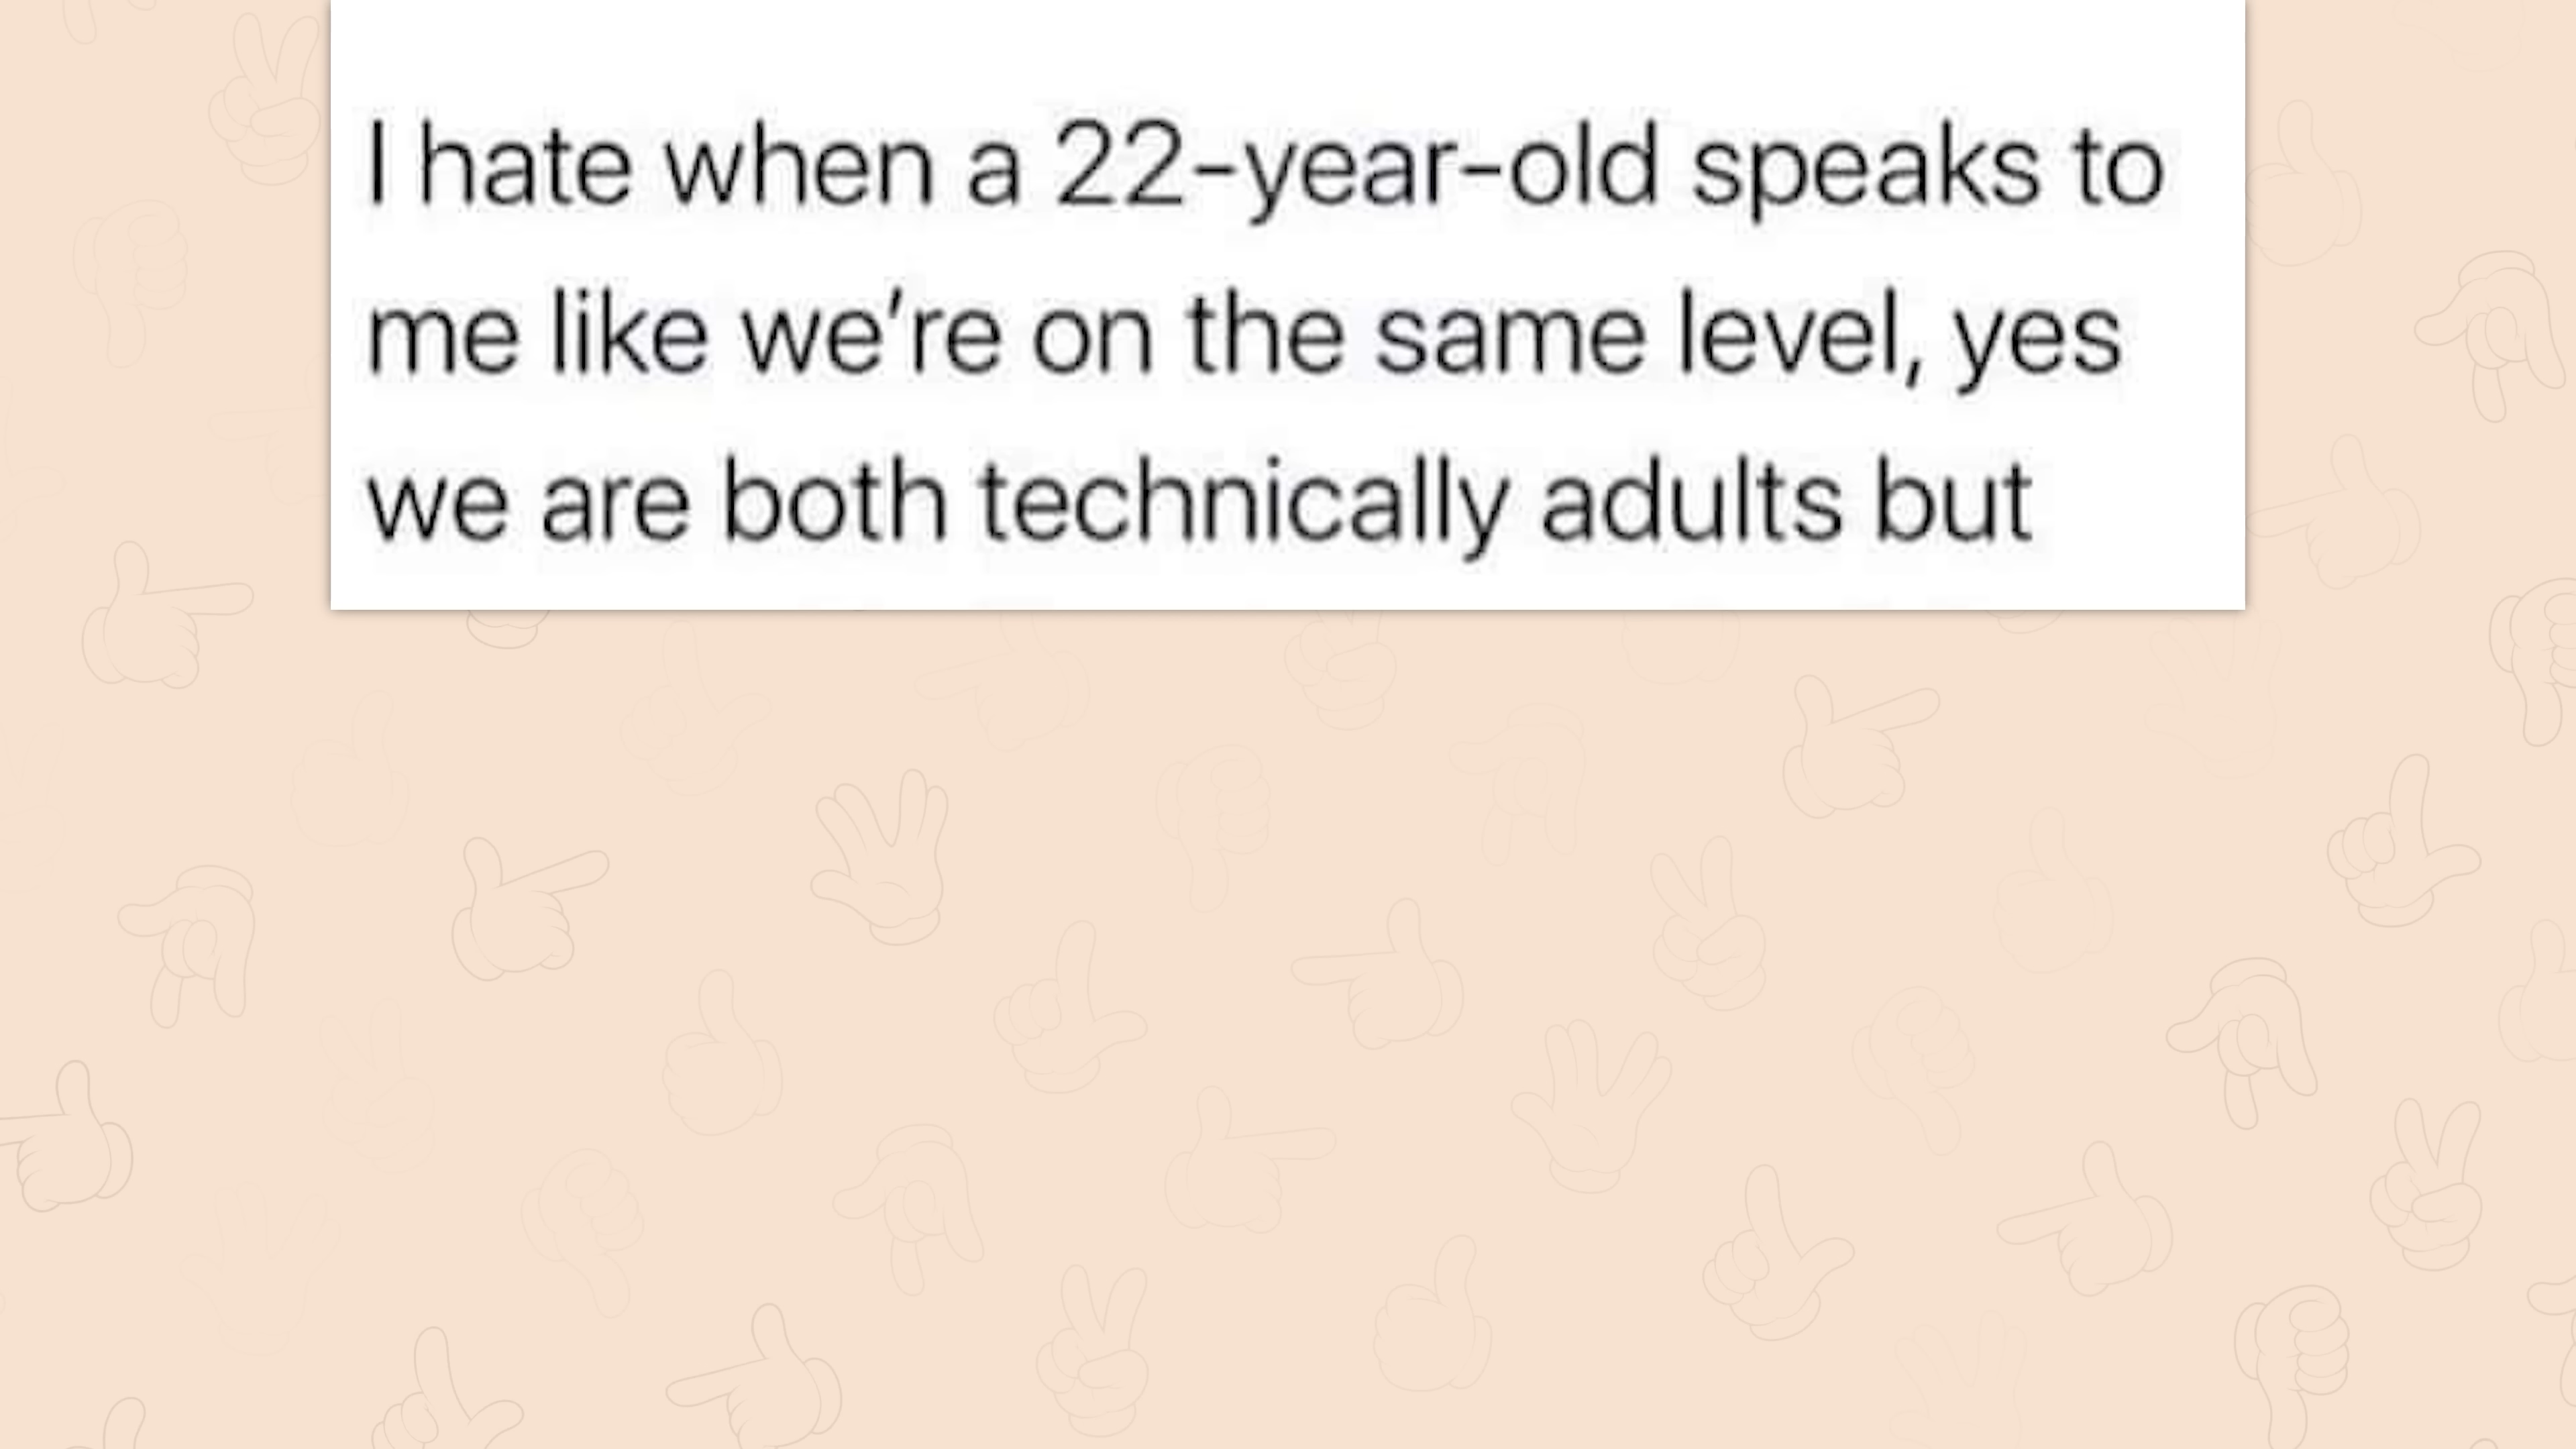 I hate when a 22-year-old speaks to
me like we’re on the same level, yes
we are both technically adults but